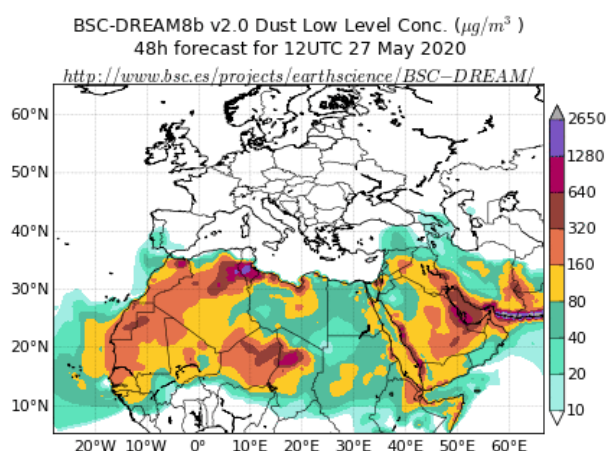 BSC-DREAM8b v2.0 Dust Low Level Conc. (μg/m³ )
48h forecast for 12UTC 27 May 2020
http://www.bsc.es/projects/earthscience/BSC−DREAM/
60°N
50°N
40°N
30°N
20°N
10°N
20°W 10°W 0° 10°E 20°E 30°E 40°E 50°E 60°E
2650
1280
640
320
160
80
40
20
10